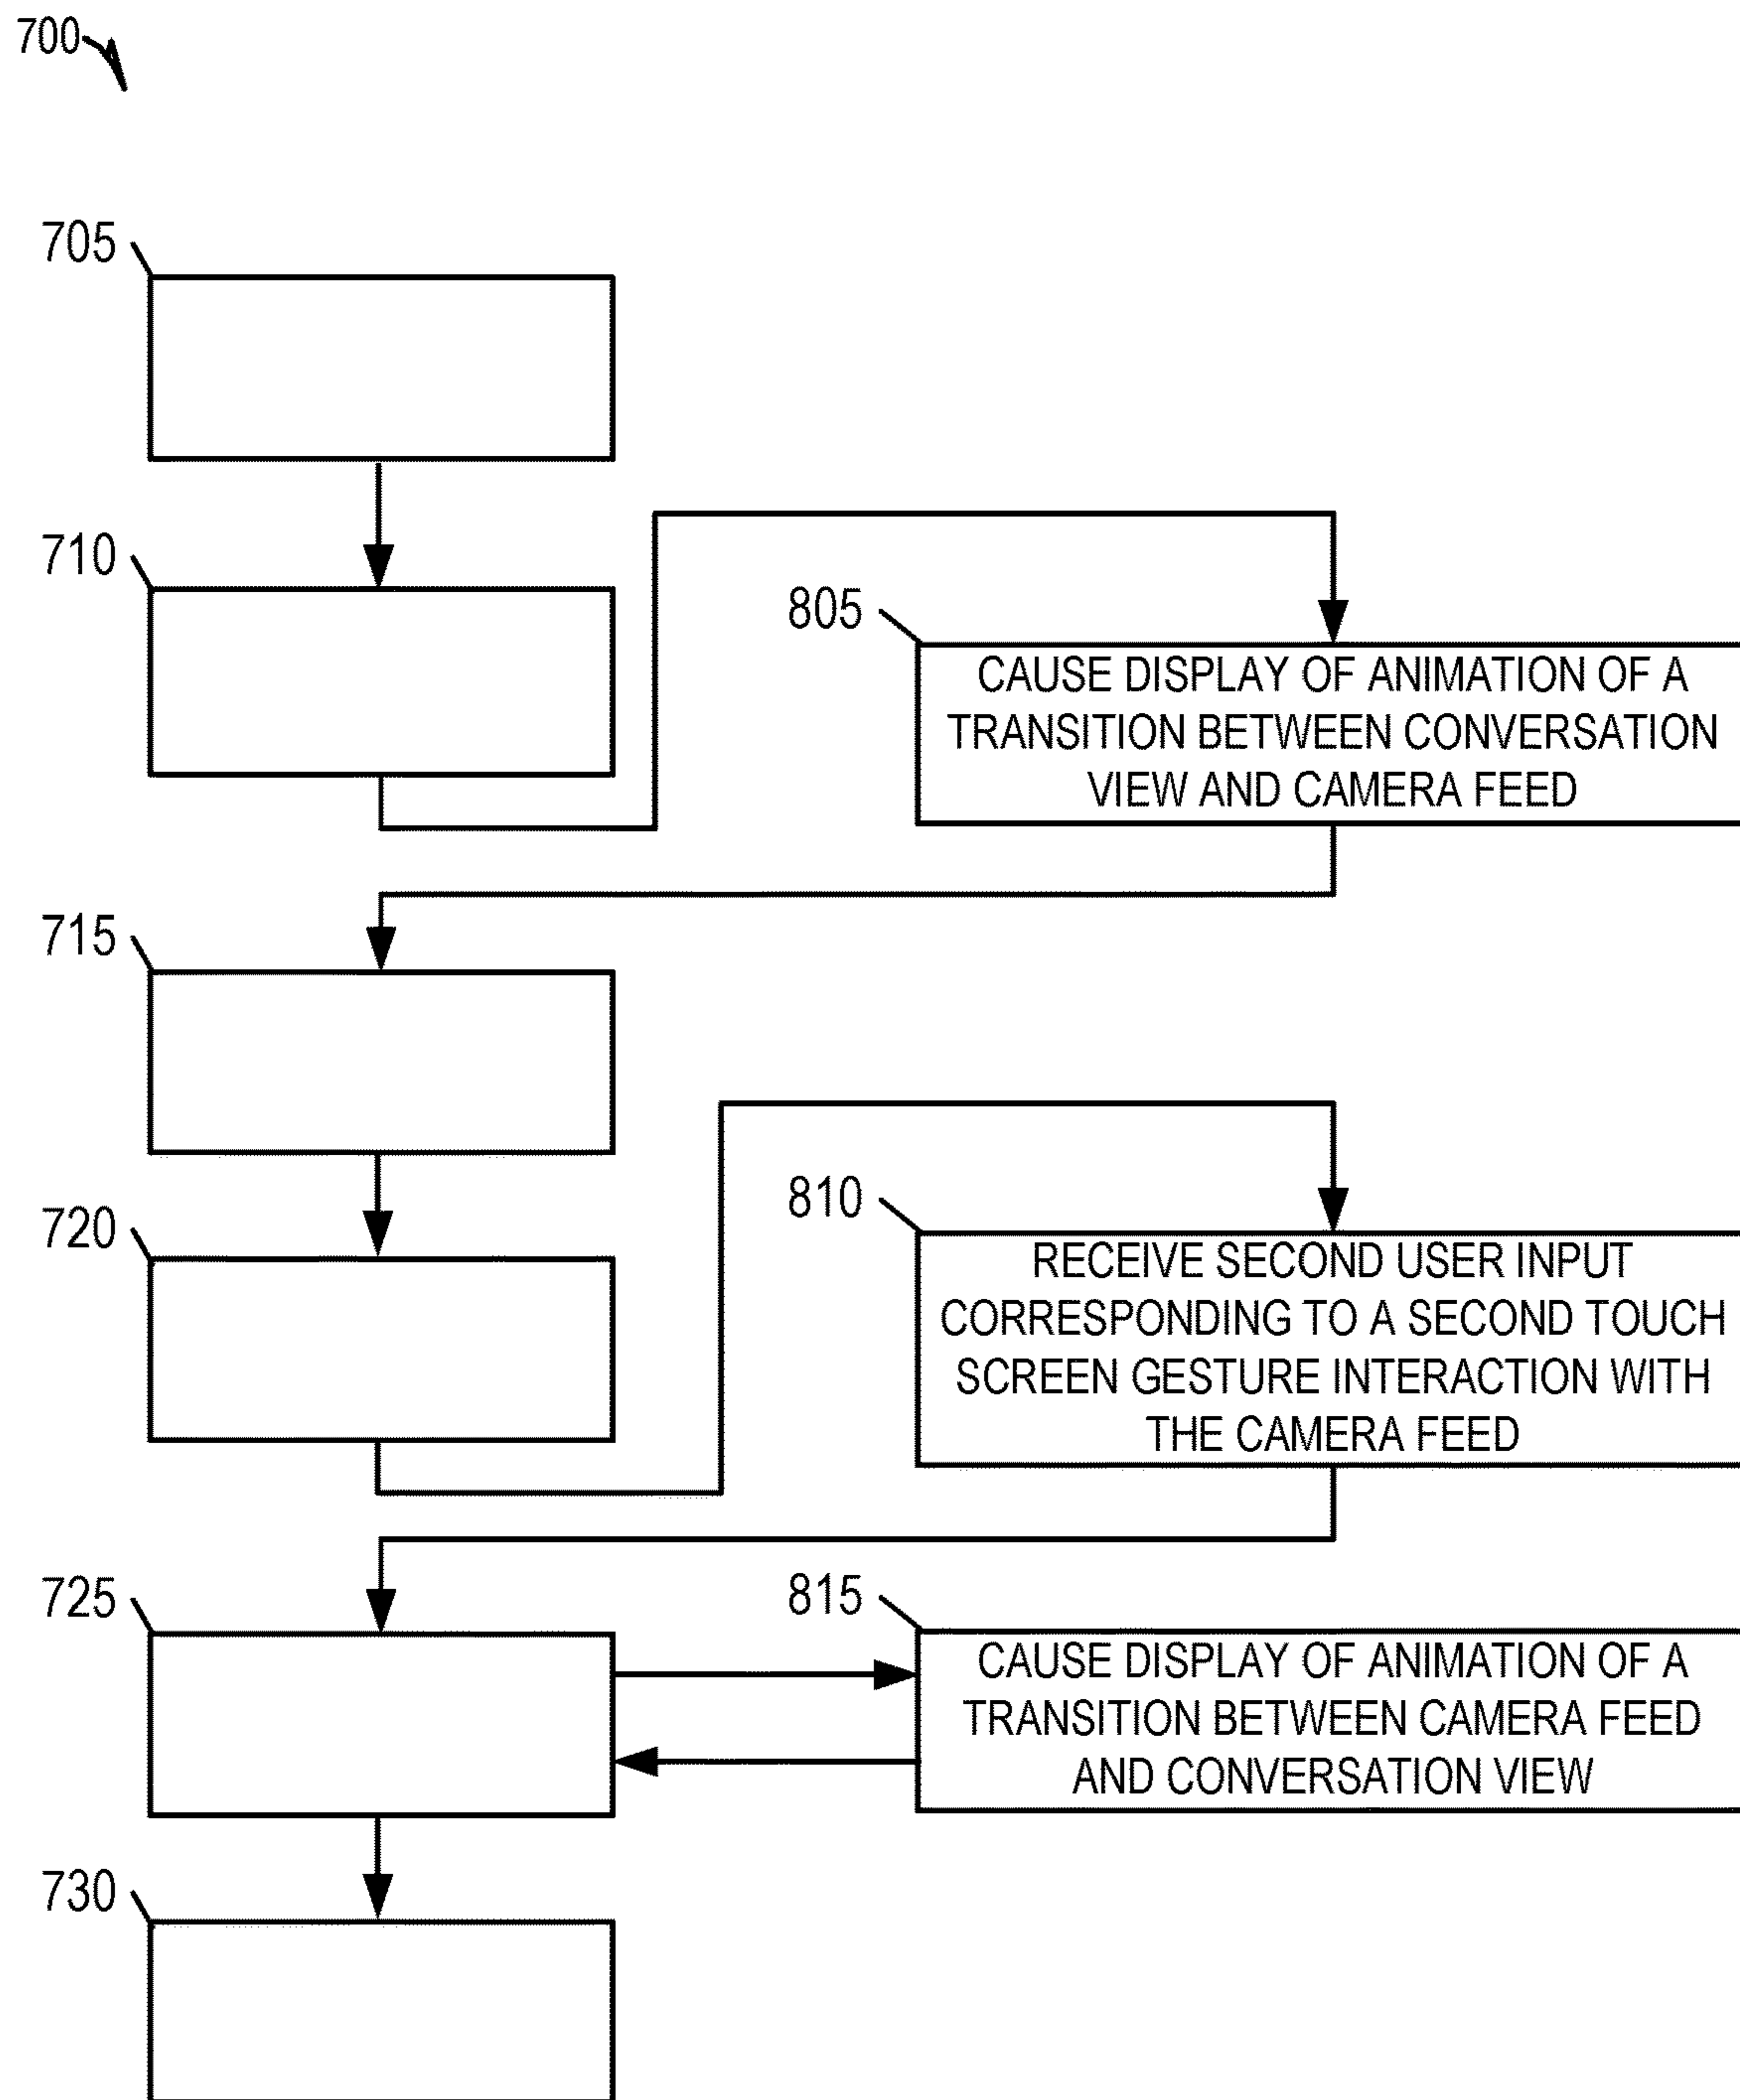 700
705
710
805
CAUSE DISPLAY OF ANIMATION OF A
TRANSITION BETWEEN CONVERSATION
VIEW AND CAMERA FEED
715
720
810
RECEIVE SECOND USER INPUT
CORRESPONDING TO A SECOND TOUCH
SCREEN GESTURE INTERACTION WITH
THE CAMERA FEED
725
815
CAUSE DISPLAY OF ANIMATION OF A
TRANSITION BETWEEN CAMERA FEED
AND CONVERSATION VIEW
730